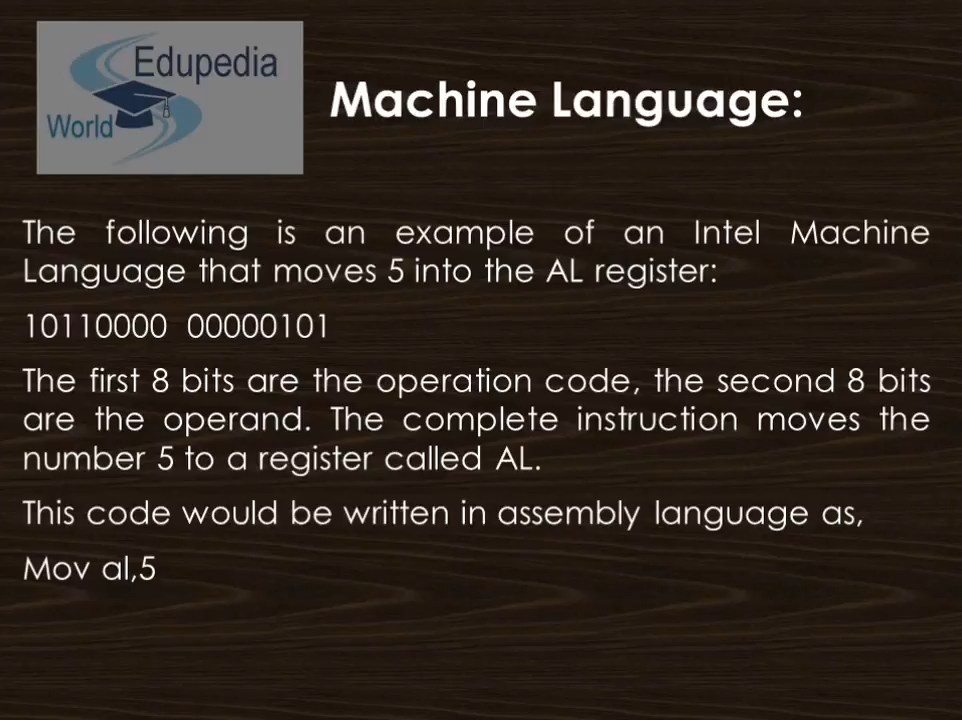 Edupedia
World
Machine Language:
The following is an example of an Intel Machine
Language that moves 5 into the AL register:
10110000 00000101
The first 8 bits are the operation code, the second 8 bits
are the operand. The complete instruction moves the
number 5 to a register called AL.
This code would be written in assembly language as,
Mov al,5